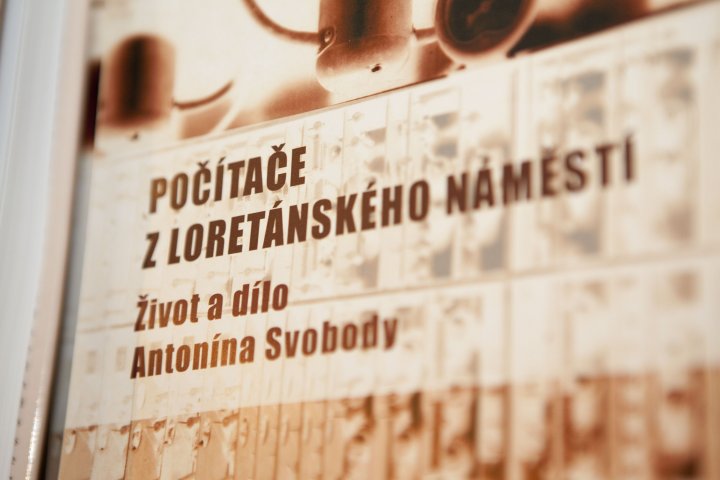 POČÍTAČE
Z LORETÁNSKÉHO NÁMĚSTÍ
Život a dílo
Antonína Svobody